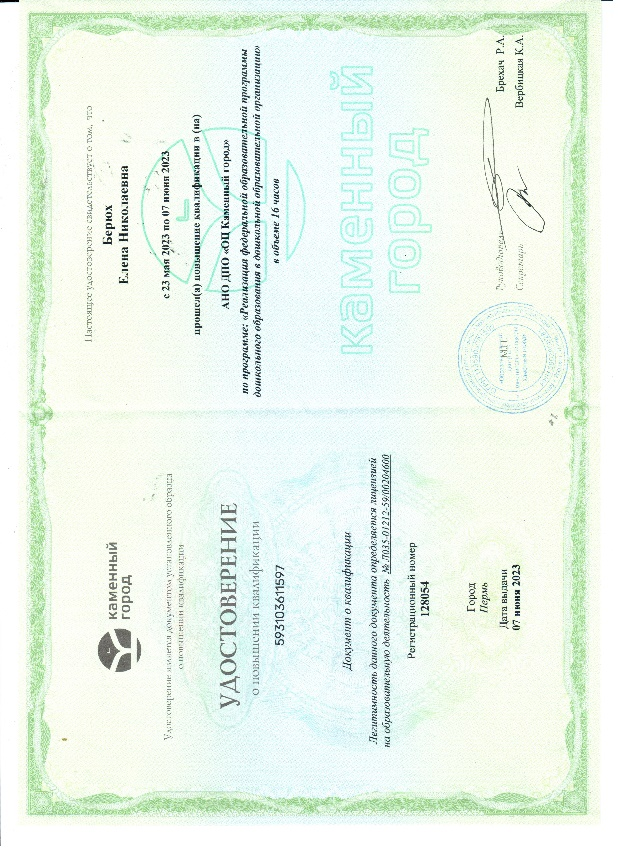 каменный
город
Удостоверение является документом установленного образца
о повышении квалификации
УДОСТОВЕРЕНИЕ
о повышении квалификации
593103611597
Документ о квалификации
Легитимность данного документа определяется лицензией
на образовательную деятельность № Л035-01212-59/00204600
Регистрационный номер
128054
Город
Пермь
Дата выдачи
07 июня 2023
Настоящее удостоверение свидетельствует о том, что
Берюх
Елена Николаевна
с 23 мая 2023 по 07 июня 2023
прошел(а) повышение квалификации в (на)
АНО ДПО «ОЦ Каменный город»
по программе: «Реализация федеральной образовательной программы
дошкольного образования в дошкольной образовательной организации»
в объеме 16 часов
каменный
город
Руководитель Брехач Р.А.
Секретарь Вербицкая К.А.
М.П.